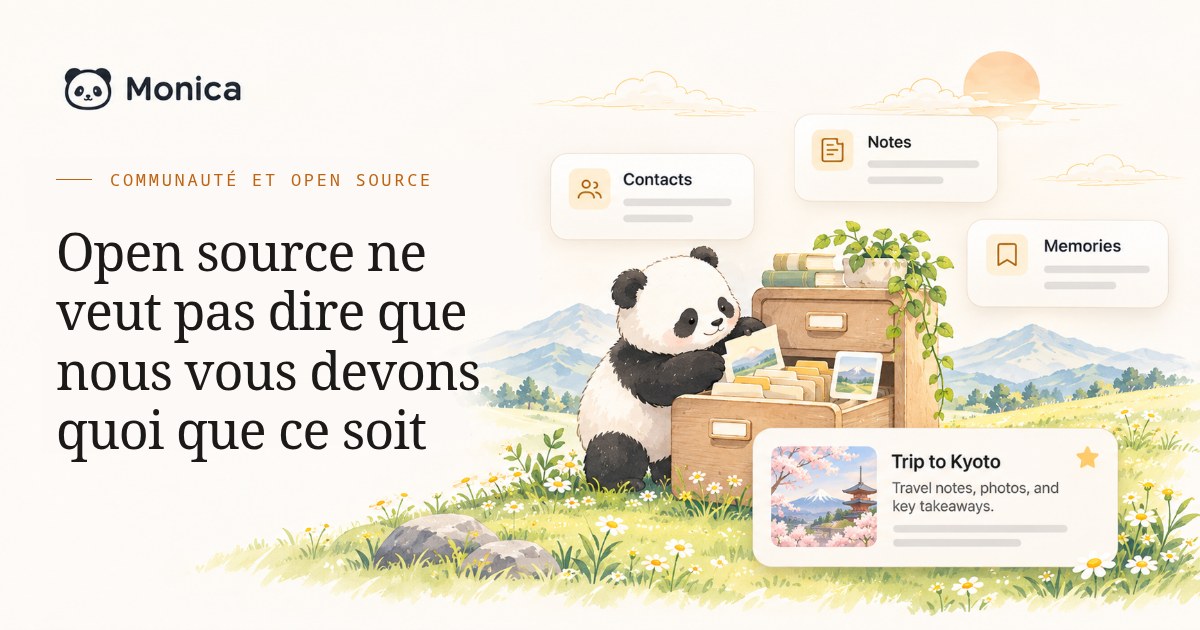 Monica
COMMUNAUTÉ ET OPEN SOURCE
Open source ne
veut pas dire que
nous vous devons
quoi que ce soit
Contacts
Notes
Memories
Trip to Kyoto
Travel notes, photos, and
key takeaways.